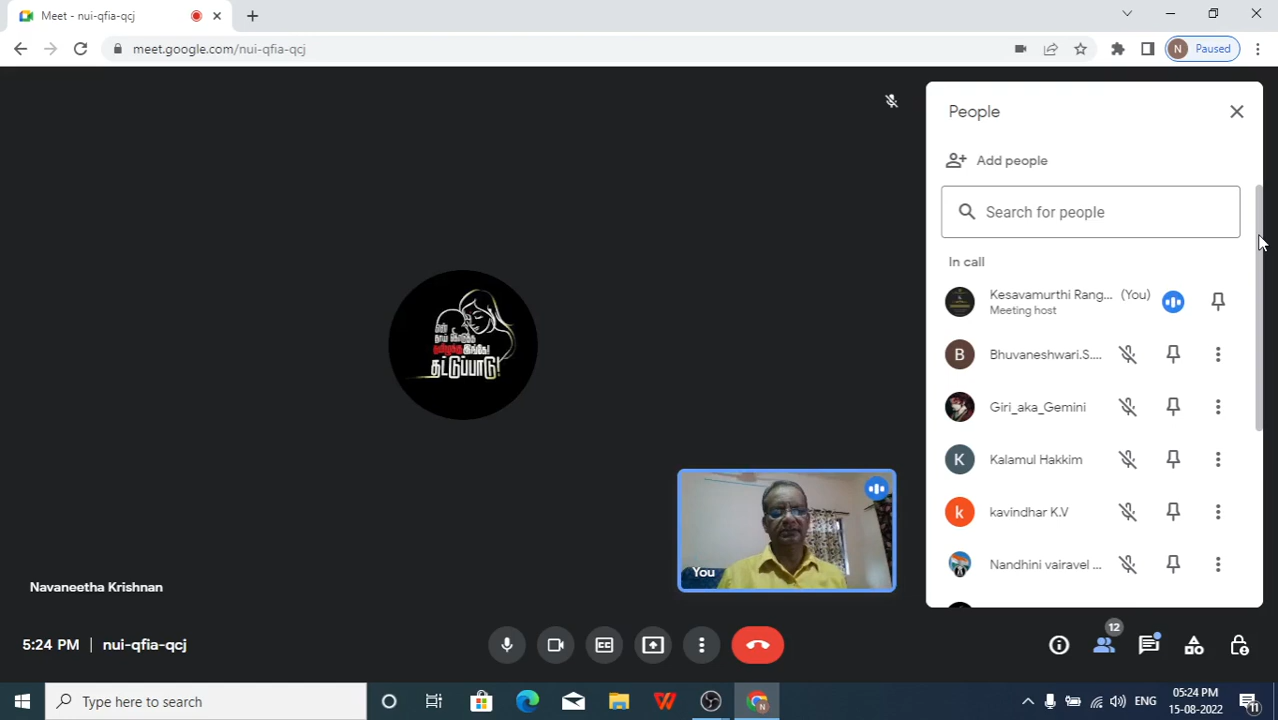 Meet - nui-qfia-qcj
meet.google.com/nui-qfia-qcj
N
Paused
People
Add people
Search for people
In call
Kesavamurthi Rang... (You)
Meeting host
B
Bhuvaneshwari.S....
Giri_aka_Gemini
K
Kalamul Hakkim
k
kavindhar K.V
Nandhini vairavel ...
என்
தாய் கொடுத்த
இங்கே!
தட்டுப்பாடு!
You
Navaneetha Krishnan
5:24 PM
nui-qfia-qcj
12
Type here to search
ENG
05:24 PM
15-08-2022
11